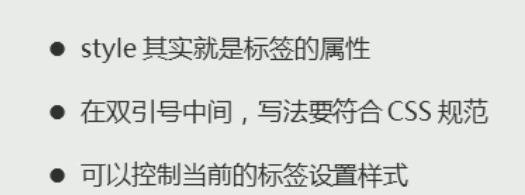 ● style 其实就是标签的属性
● 在双引号中间，写法要符合 CSS 规范
● 可以控制当前的标签设置样式